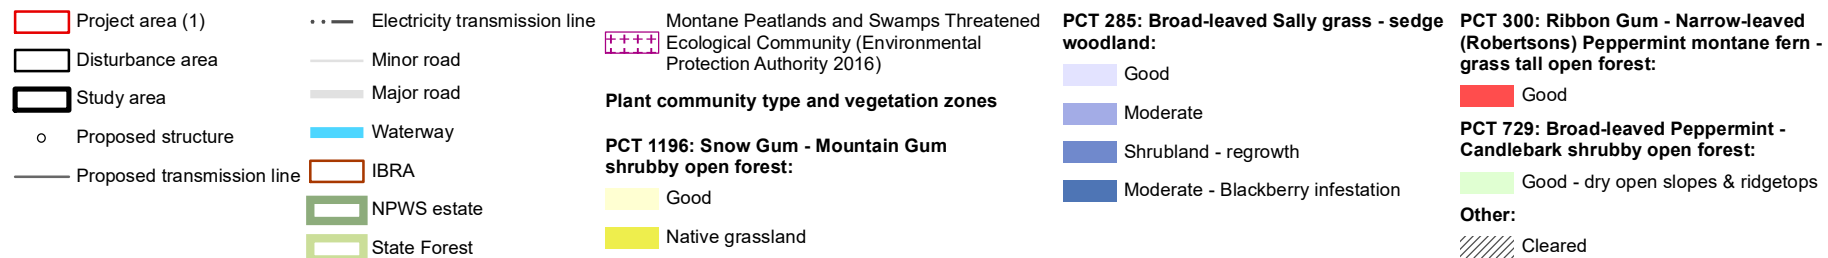 Project area (1)
Disturbance area
Study area
Proposed structure
Proposed transmission line
Electricity transmission line
Minor road
Major road
Waterway
IBRA
NPWS estate
State Forest
Montane Peatlands and Swamps Threatened
Ecological Community (Environmental
Protection Authority 2016)
Plant community type and vegetation zones
PCT 1196: Snow Gum - Mountain Gum
shrubby open forest:
Good
Native grassland
PCT 285: Broad-leaved Sally grass - sedge
woodland:
Good
Moderate
Shrubland - regrowth
Moderate - Blackberry infestation
PCT 300: Ribbon Gum - Narrow-leaved
(Robertsons) Peppermint montane fern -
grass tall open forest:
Good
PCT 729: Broad-leaved Peppermint -
Candlebark shrubby open forest:
Good - dry open slopes & ridgetops
Other:
Cleared